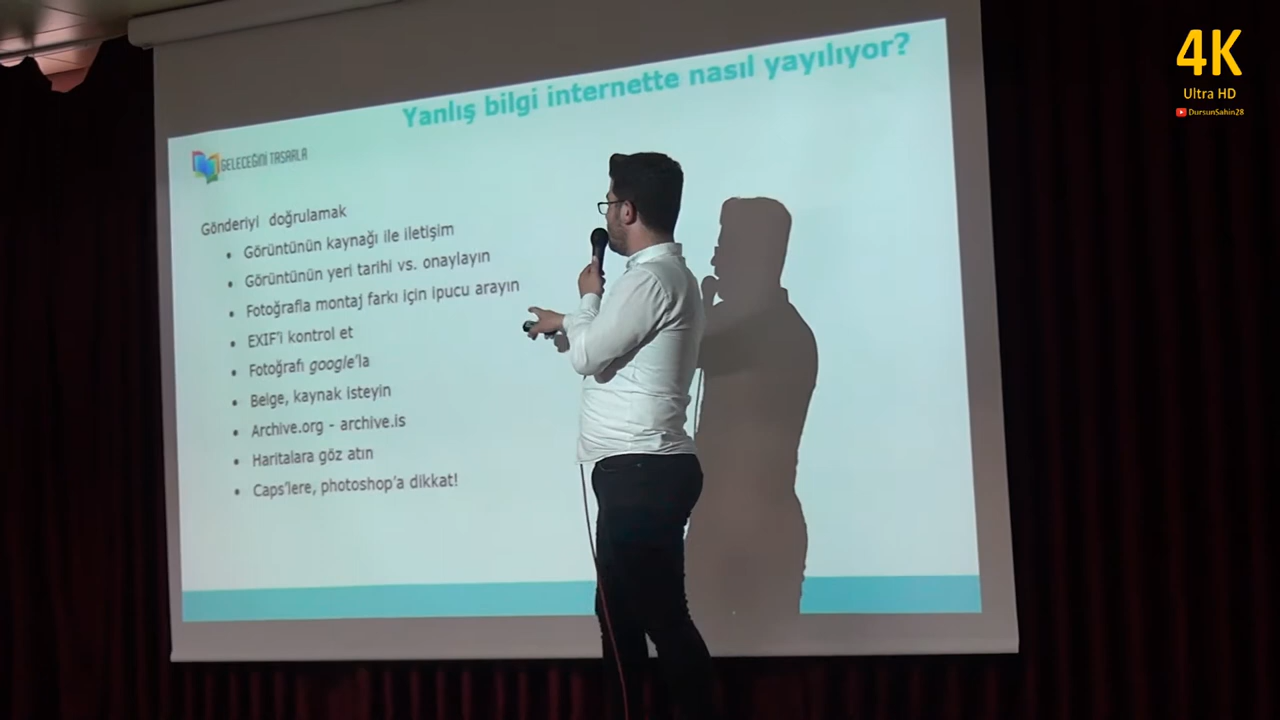 4K
Ultra HD
DursunSahin28
Yanlış bilgi internette nasıl yayılıyor?
GELECEĞİNİ TASARLA
Gönderiyi doğrulamak
• Görüntünün kaynağı ile iletişim
• Görüntünün yeri tarihi vs. onaylayın
• Fotoğrafla montaj farkı için ipucu arayın
• EXIF'i kontrol et
• Fotoğrafı google'la
• Belge, kaynak isteyin
• Archive.org - archive.is
• Haritalara göz atın
• Caps'lere, photoshop'a dikkat!